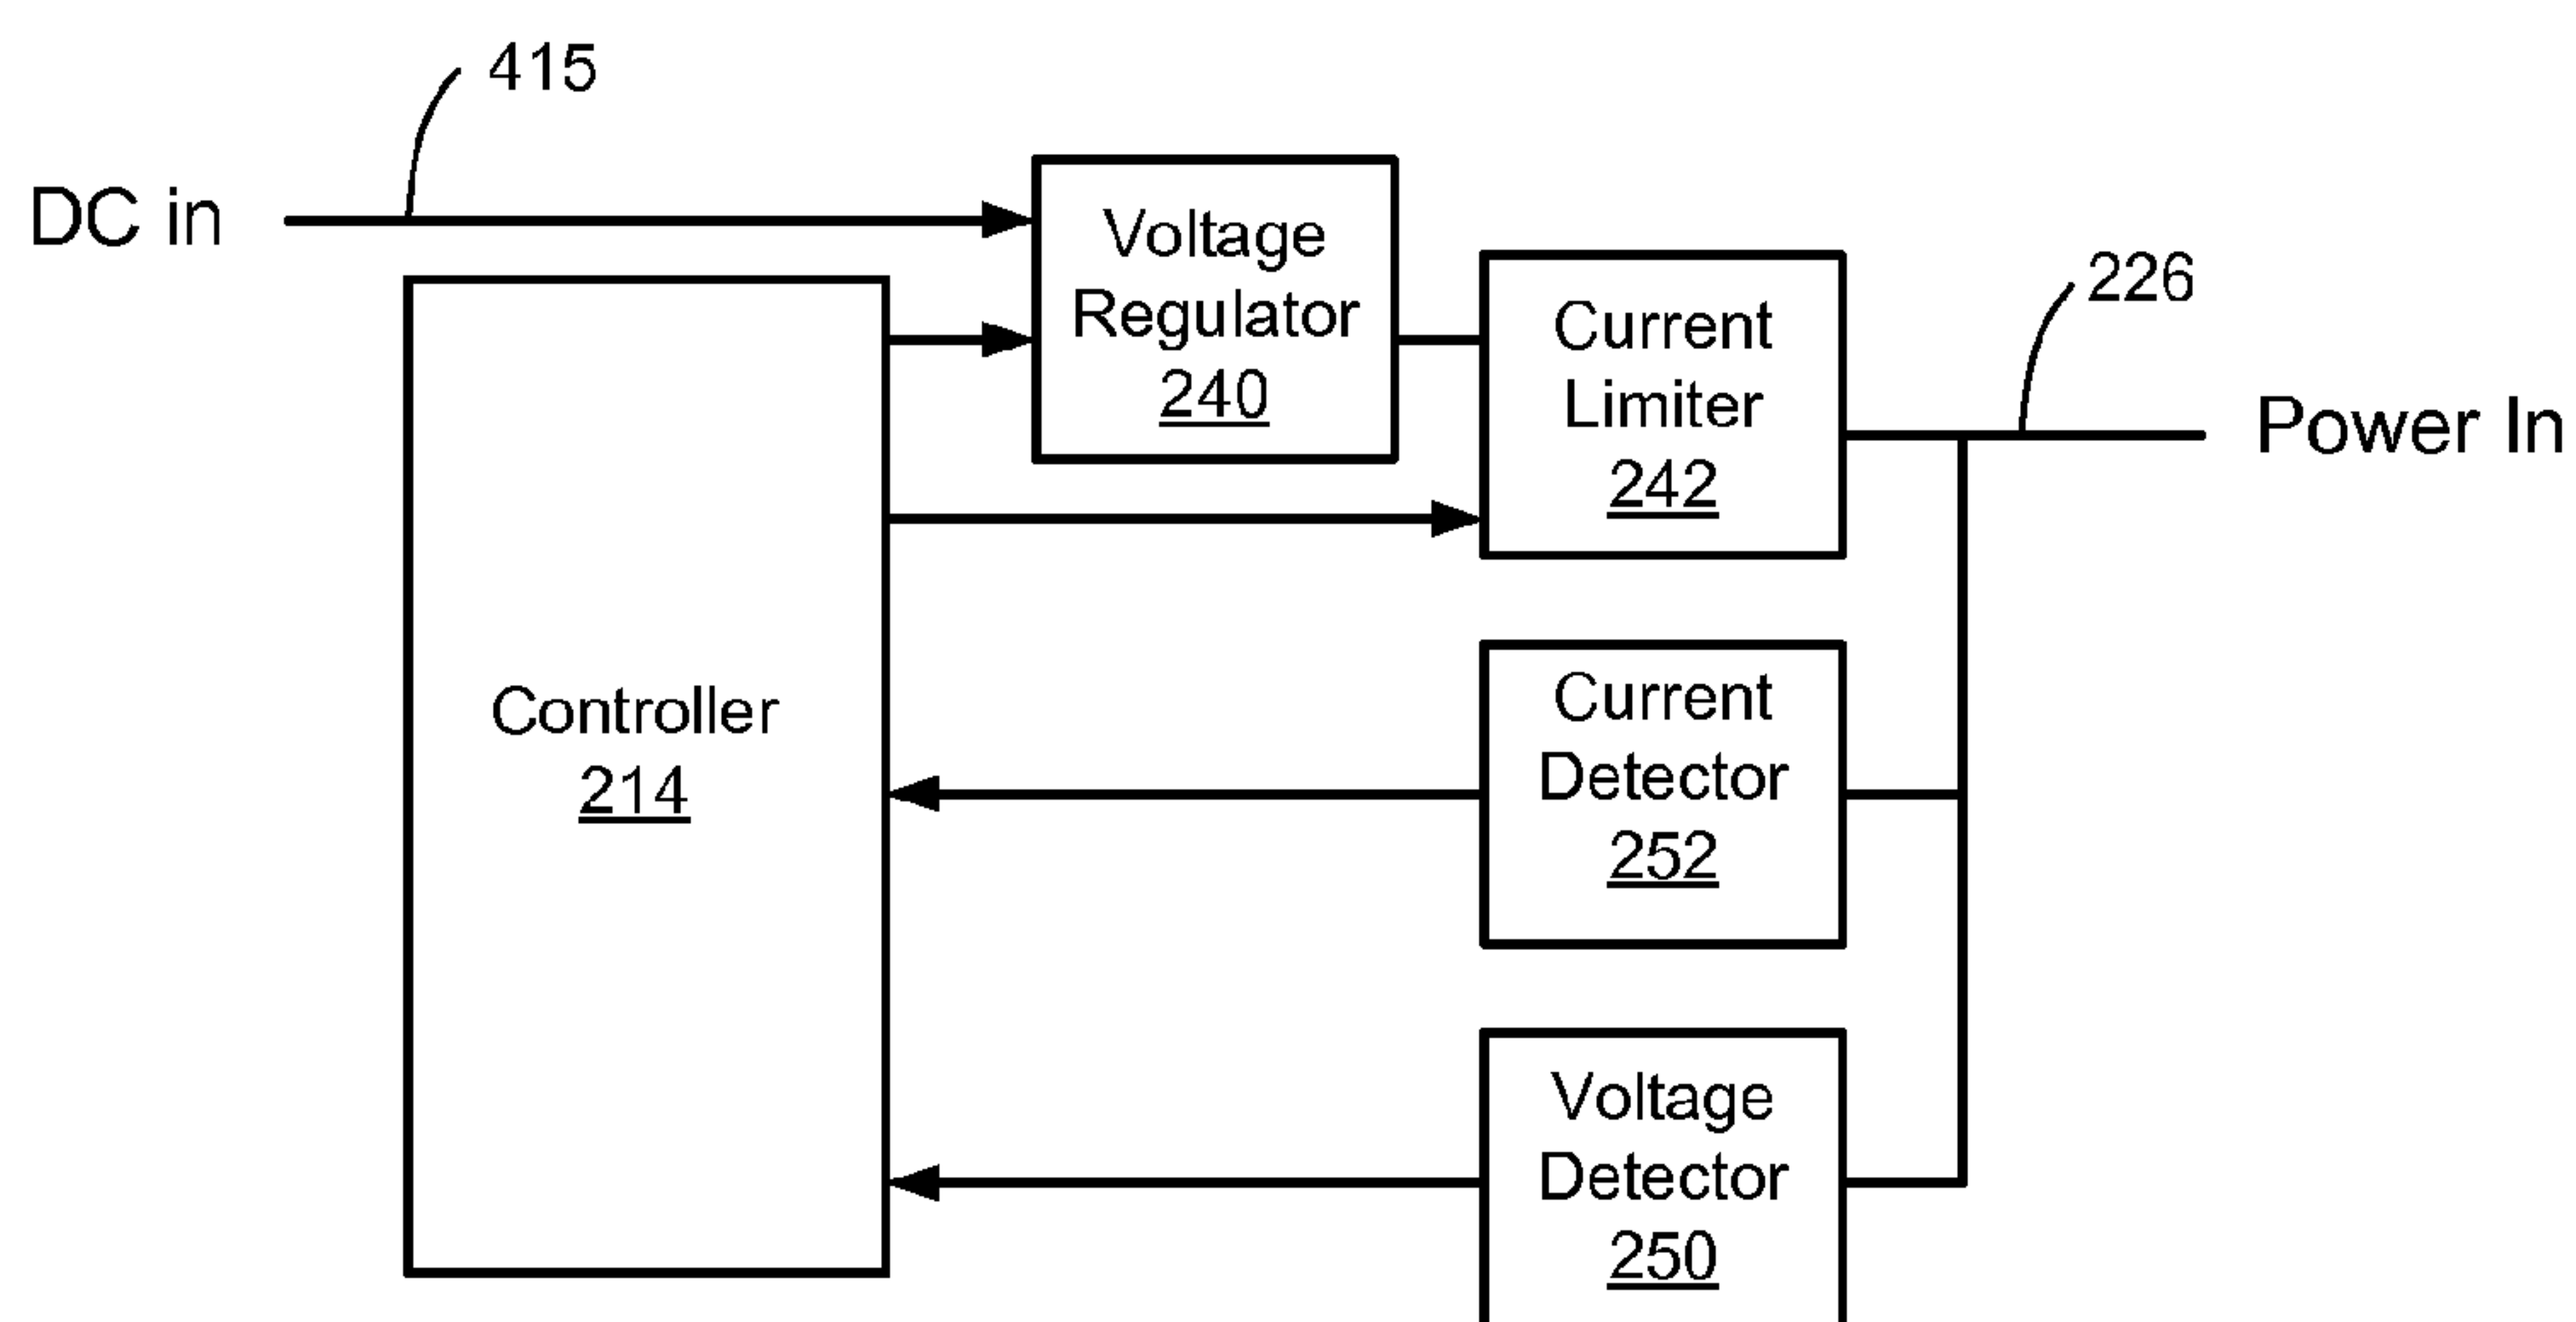 415
DC in
Voltage
Regulator
240
Current
Limiter
242
226
Power In
Controller
214
Current
Detector
252
Voltage
Detector
250